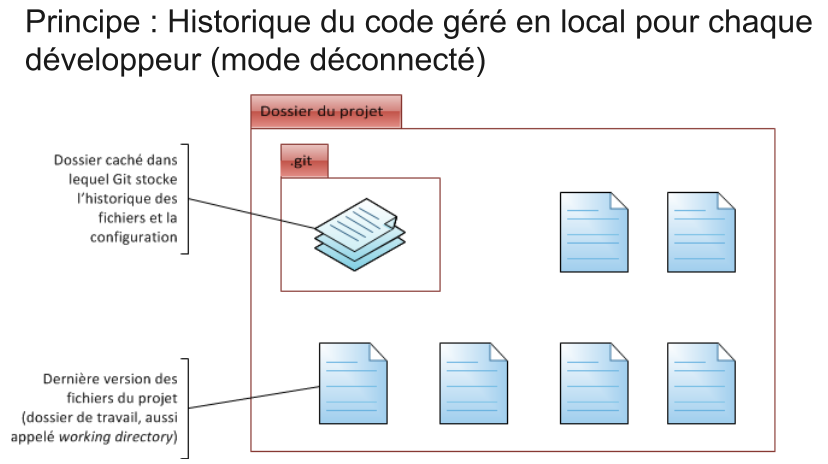 Principe : Historique du code géré en local pour chaque
développeur (mode déconnecté)
Dossier du projet
.git
Dossier caché dans
lequel Git stocke
l'historique des
fichiers et la
configuration
Dernière version des
fichiers du projet
(dossier de travail, aussi
appelé working directory)